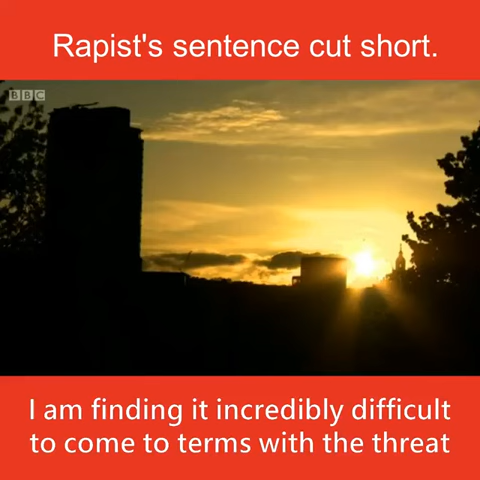 Rapist's sentence cut short.
BBC
I am finding it incredibly difficult
to come to terms with the threat